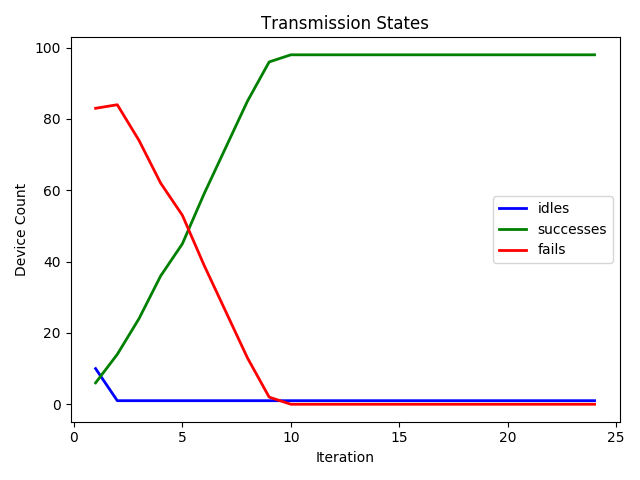 Transmission States
Device Count
100
80
60
40
20
0
idles
successes
fails
0 5 10 15 20 25
Iteration